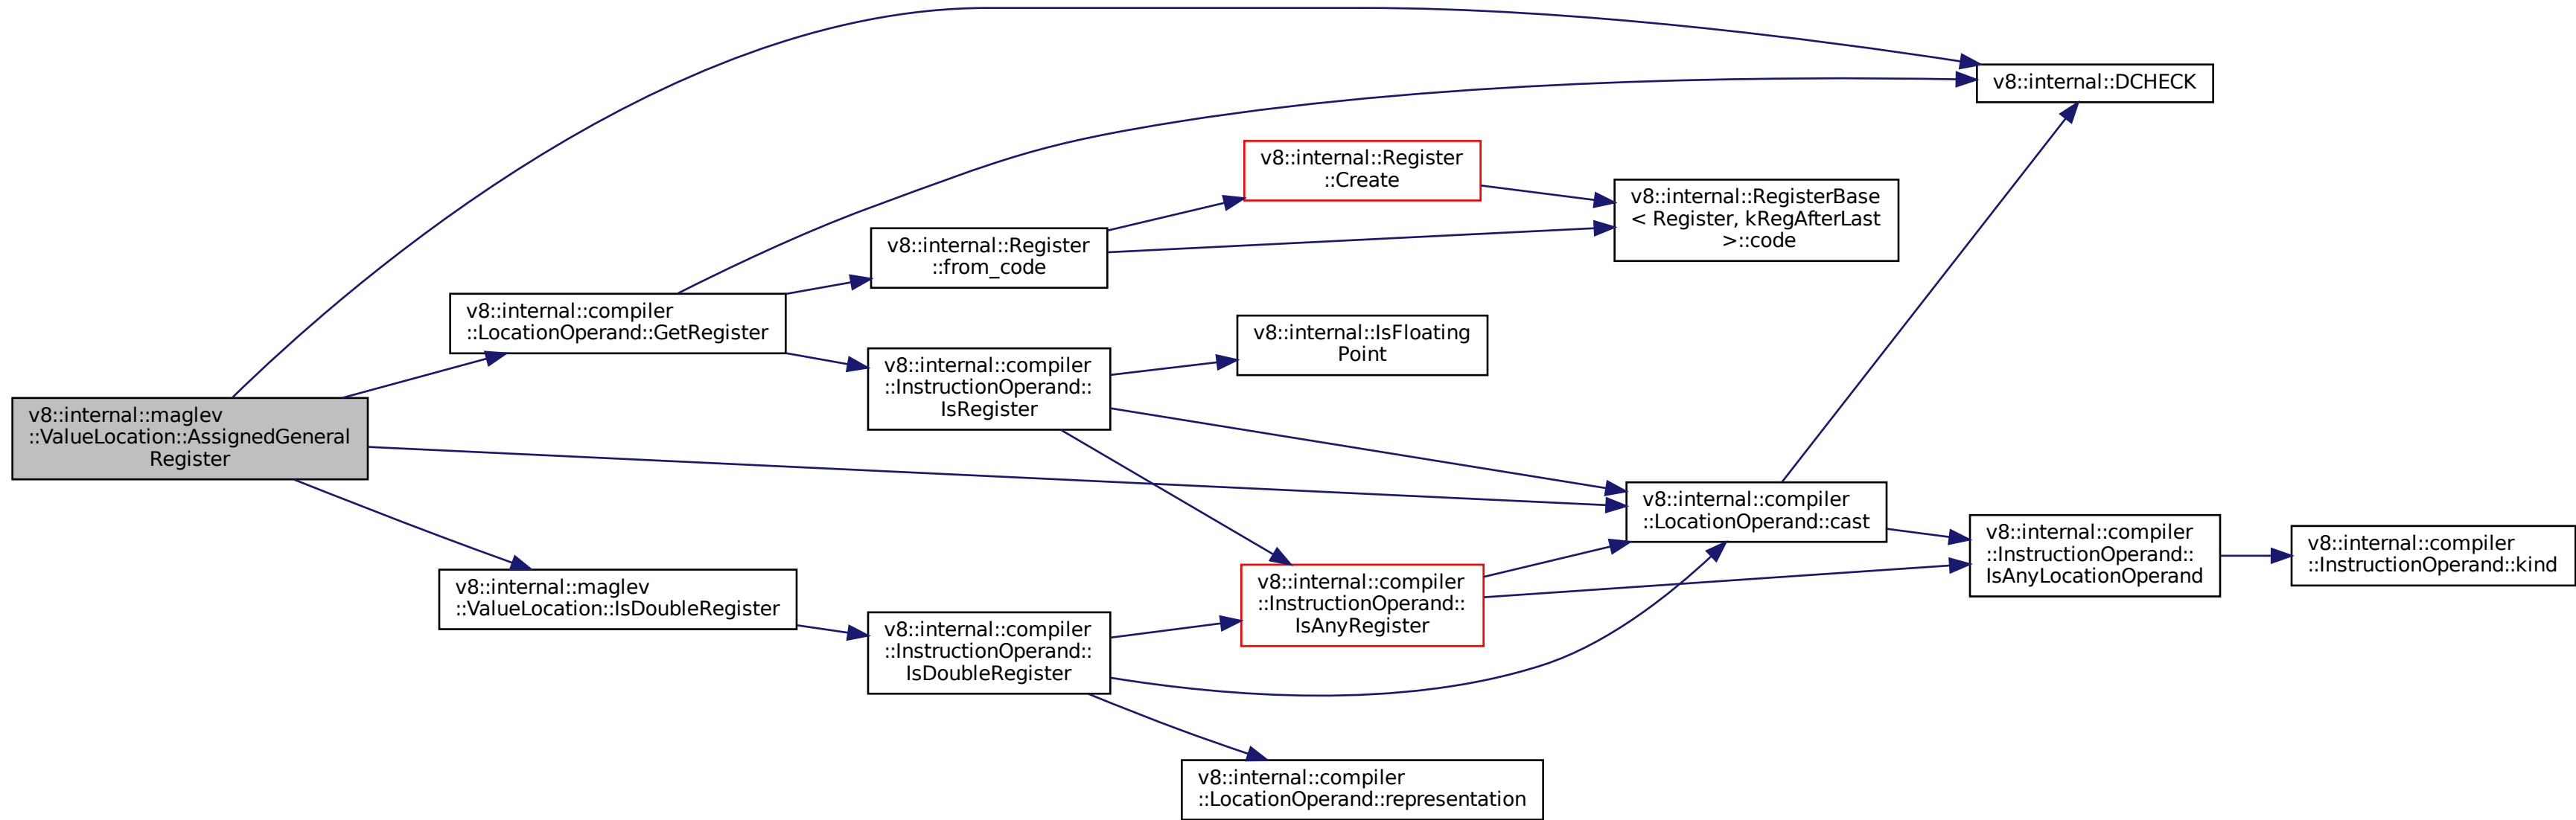 v8::internal::DCHECK
v8::internal::Register
::Create
v8::internal::RegisterBase
< Register, kRegAfterLast
>::code
v8::internal::Register
::from_code
v8::internal::compiler
::LocationOperand::GetRegister
v8::internal::IsFloating
Point
v8::internal::compiler
::InstructionOperand::
IsRegister
v8::internal::maglev
::ValueLocation::AssignedGeneral
Register
v8::internal::compiler
::LocationOperand::cast
v8::internal::compiler
::InstructionOperand::
IsAnyLocationOperand
v8::internal::compiler
::InstructionOperand::kind
v8::internal::maglev
::ValueLocation::IsDoubleRegister
v8::internal::compiler
::InstructionOperand::
IsAnyRegister
v8::internal::compiler
::InstructionOperand::
IsDoubleRegister
v8::internal::compiler
::LocationOperand::representation